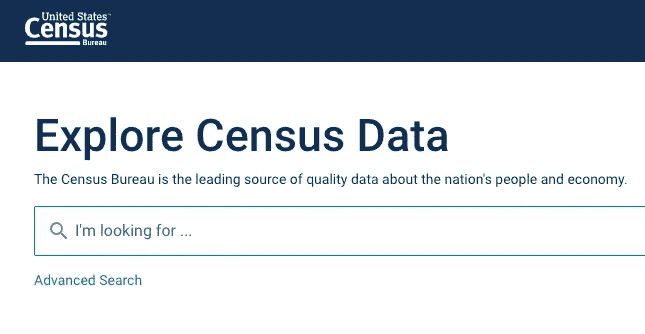 United States™
Census
Bureau
Explore Census Data
The Census Bureau is the leading source of quality data about the nation's people and economy.
I'm looking for ...
Advanced Search